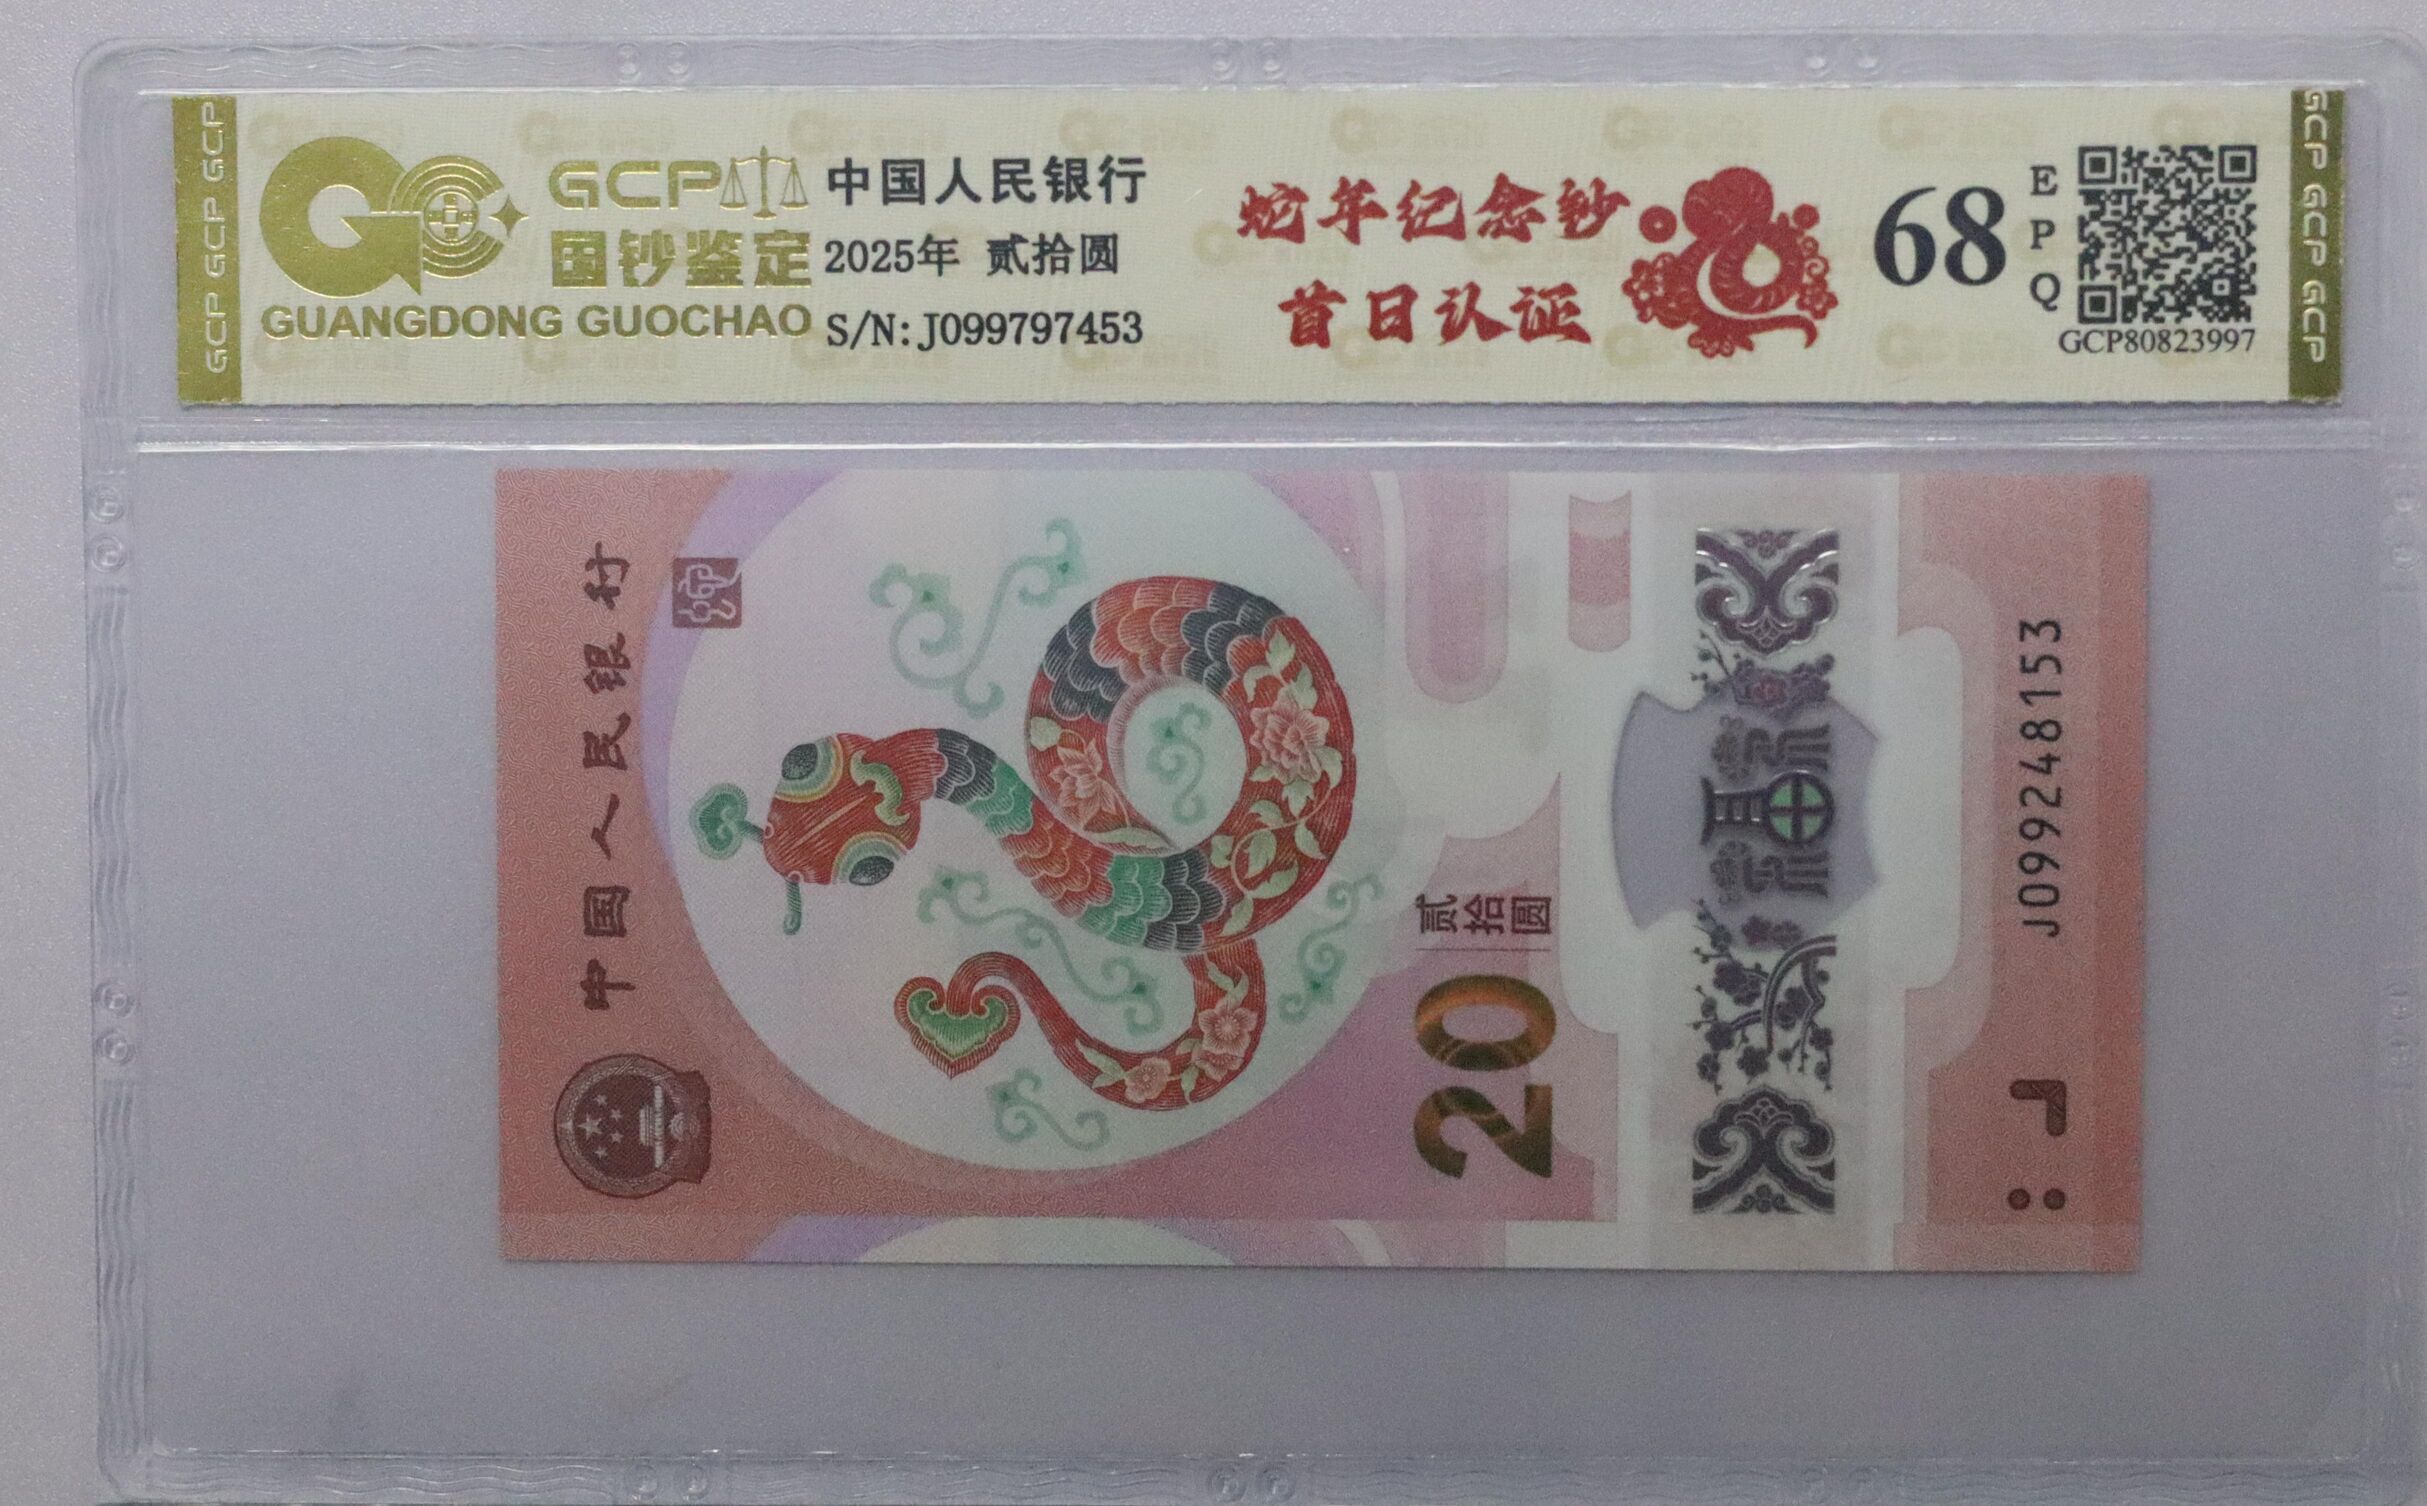 GCP
国钞鉴定
GUANGDONG GUOCHAO
中国人民银行
2025年 贰拾圆
S/N: J099797453
蛇年纪念钞
首日认证
68
EPQ
GCP80823997
GCP GCP GCP
GCP GCP GCP
中国人民银行
贰拾圆
20
福
J099248153